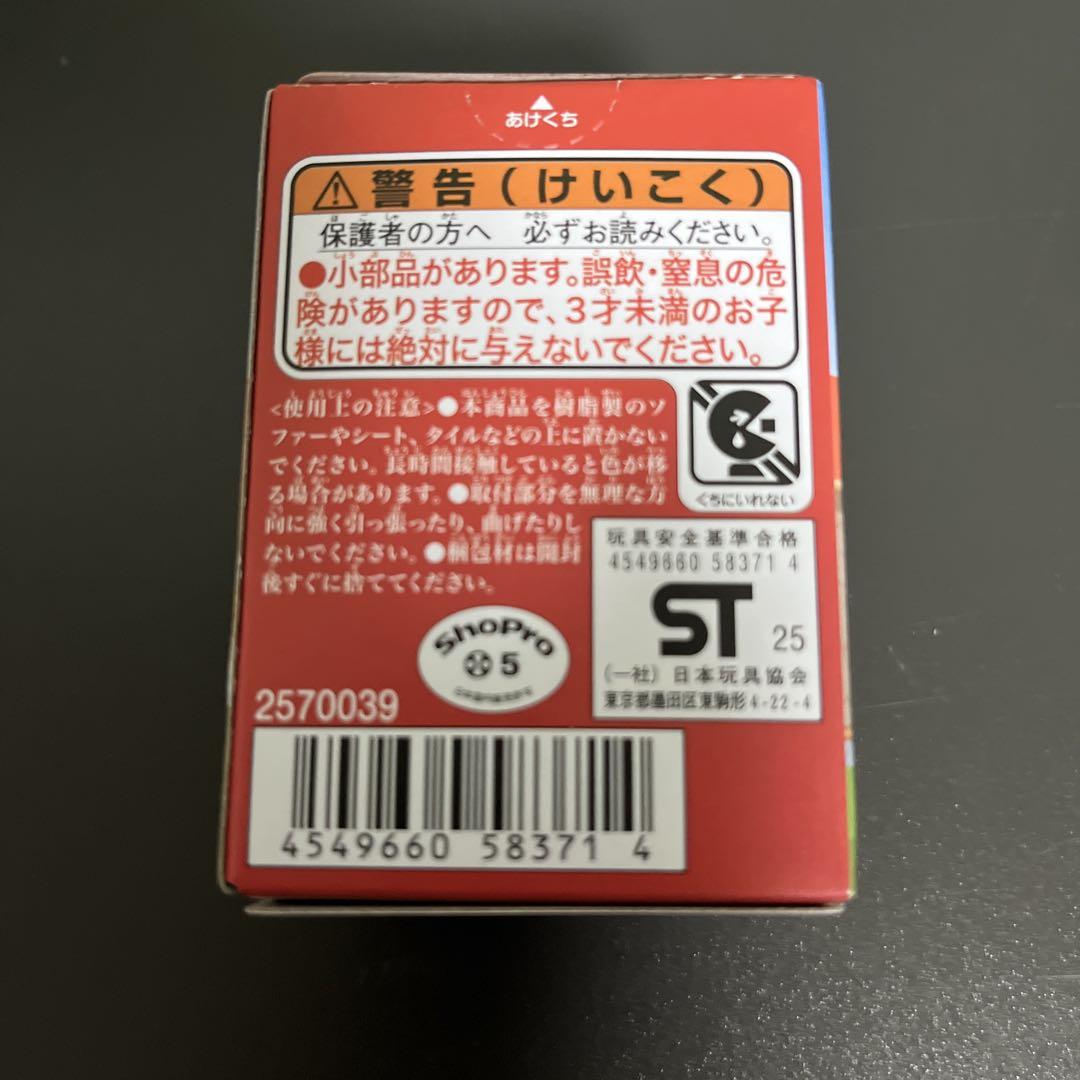 あけくち
警告(けいこく)
保護者の方へ 必ずお読みください。
●小部品があります。誤飲・窒息の危
険がありますので、3才未満のお子
様には絶対に与えないでください。
<使用上の注意>●本商品を樹脂製のソ
ファーやシート、タイルなどの上に置かない
でください。長時間接触していると色が移
る場合があります。●取付部分を無理な方
向に強く引っ張ったり、曲げたりし
ないでください。●梱包材は開封
後すぐに捨ててください。
くちにいれない
玩具安全基準合格
4549660 58371 4
ST 25
(一社)日本玩具協会
東京都墨田区東駒形4-22-4
ShoPro
5
2570039
4549660 58371 4